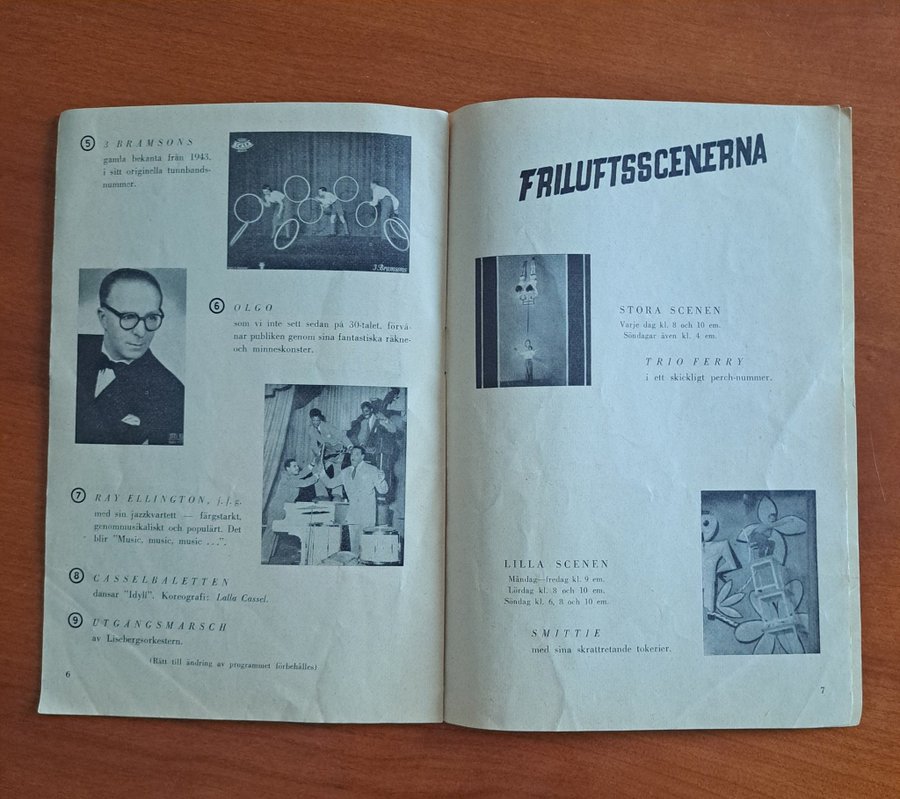 5 3 BRAMSONS
gamla bekanta från 1943,
i sitt originella tunnbands-
nummer.
3 Bramsons
6 OLGO
som vi inte sett sedan på 30-talet, förvå-
nar publiken genom sina fantastiska räkne-
och minneskonster.
7 RAY ELLINGTON, j.j.g.
med sin jazzkvartett — färgstarkt,
genommusikaliskt och populärt. Det
blir "Music, music, music ...".
8 CASSELBALETTEN
dansar "Idyll". Koreografi: Lalla Cassel.
9 UTGÅNGSMARSCH
av Lisebergsorkestern.
(Rätt till ändring av programmet förbehålles)
6
FRILUFTSSCENERNA
STORA SCENEN
Varje dag kl. 8 och 10 em.
Söndagar även kl. 4 em.
TRIO FERRY
i ett skickligt perch-nummer.
LILLA SCENEN
Måndag—fredag kl. 9 em.
Lördag kl. 8 och 10 em.
Söndag kl. 6, 8 och 10 em.
SMITTIE
med sina skrattretande tokerier.
7